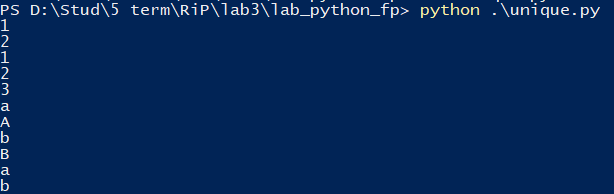 PS D:\Stud\5 term\RiP\lab3\lab_python_fp> python .\unique.py
1
2
1
2
3
a
A
b
B
a
b